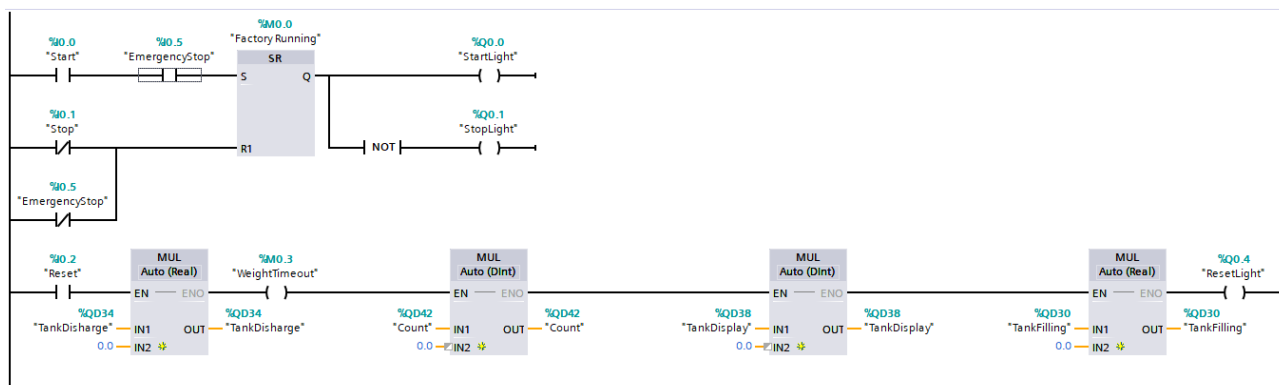 %M0.0
%I0.0 %I0.5 "Factory Running" %Q0.0
"Start" "EmergencyStop" SR "StartLight"
S Q
%I0.1 %Q0.1
"Stop" "StopLight"
R1 NOT
%I0.5
"EmergencyStop"
MUL MUL MUL MUL
%I0.2 Auto (Real) %M0.3 Auto (DInt) Auto (DInt) Auto (Real) %Q0.4
"Reset" "WeightTimeout" "ResetLight"
EN ENO EN ENO EN ENO EN ENO
%QD34 %QD34 %QD42 %QD42 %QD38 %QD38 %QD30 %QD30
"TankDisharge" IN1 OUT "TankDisharge" "Count" IN1 OUT "Count" "TankDisplay" IN1 OUT "TankDisplay" "TankFilling" IN1 OUT "TankFilling"
0.0 IN2 0.0 IN2 0.0 IN2 0.0 IN2